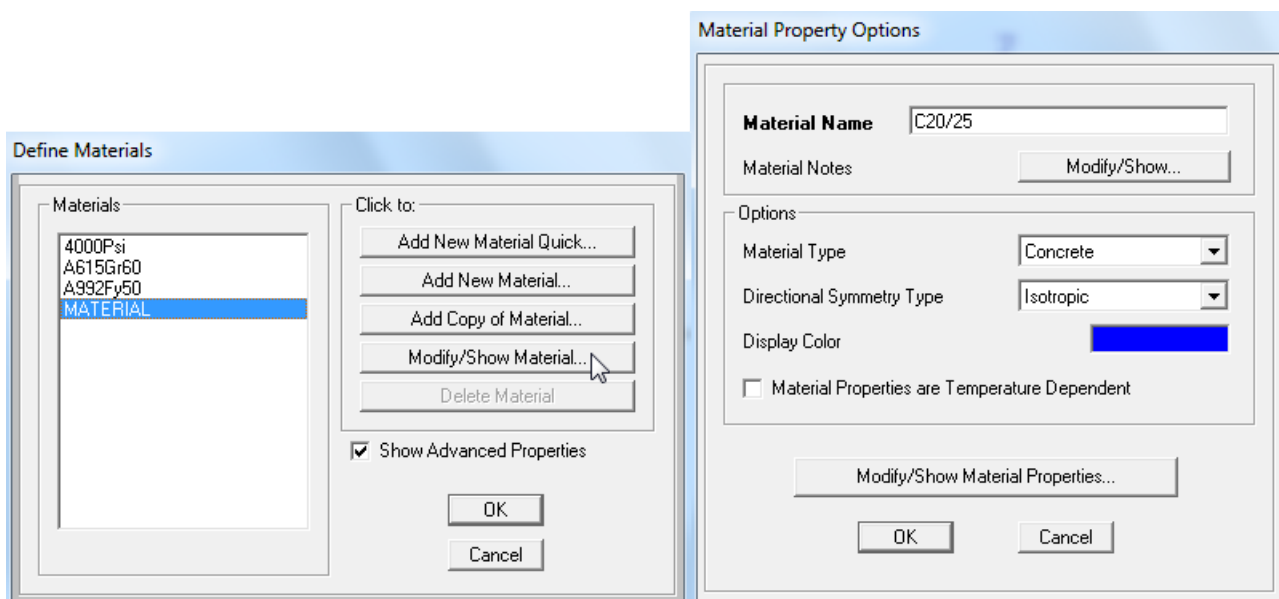 Define Materials
Materials
4000Psi
A615Gr60
A992Fy50
MATERIAL
Click to:
Add New Material Quick...
Add New Material...
Add Copy of Material...
Modify/Show Material...
Delete Material
Show Advanced Properties
OK
Cancel
Material Property Options
Material Name C20/25
Material Notes Modify/Show...
Options
Material Type Concrete
Directional Symmetry Type Isotropic
Display Color
Material Properties are Temperature Dependent
Modify/Show Material Properties...
OK Cancel